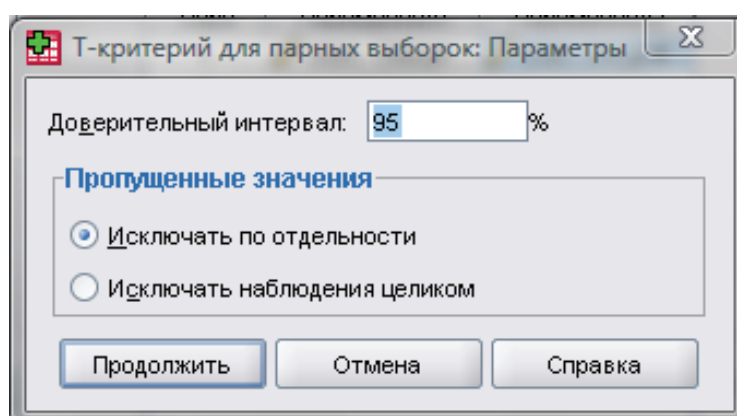 Т-критерий для парных выборок: Параметры
Доверительный интервал: 95 %
Пропущенные значения
Исключать по отдельности
Исключать наблюдения целиком
Продолжить Отмена Справка